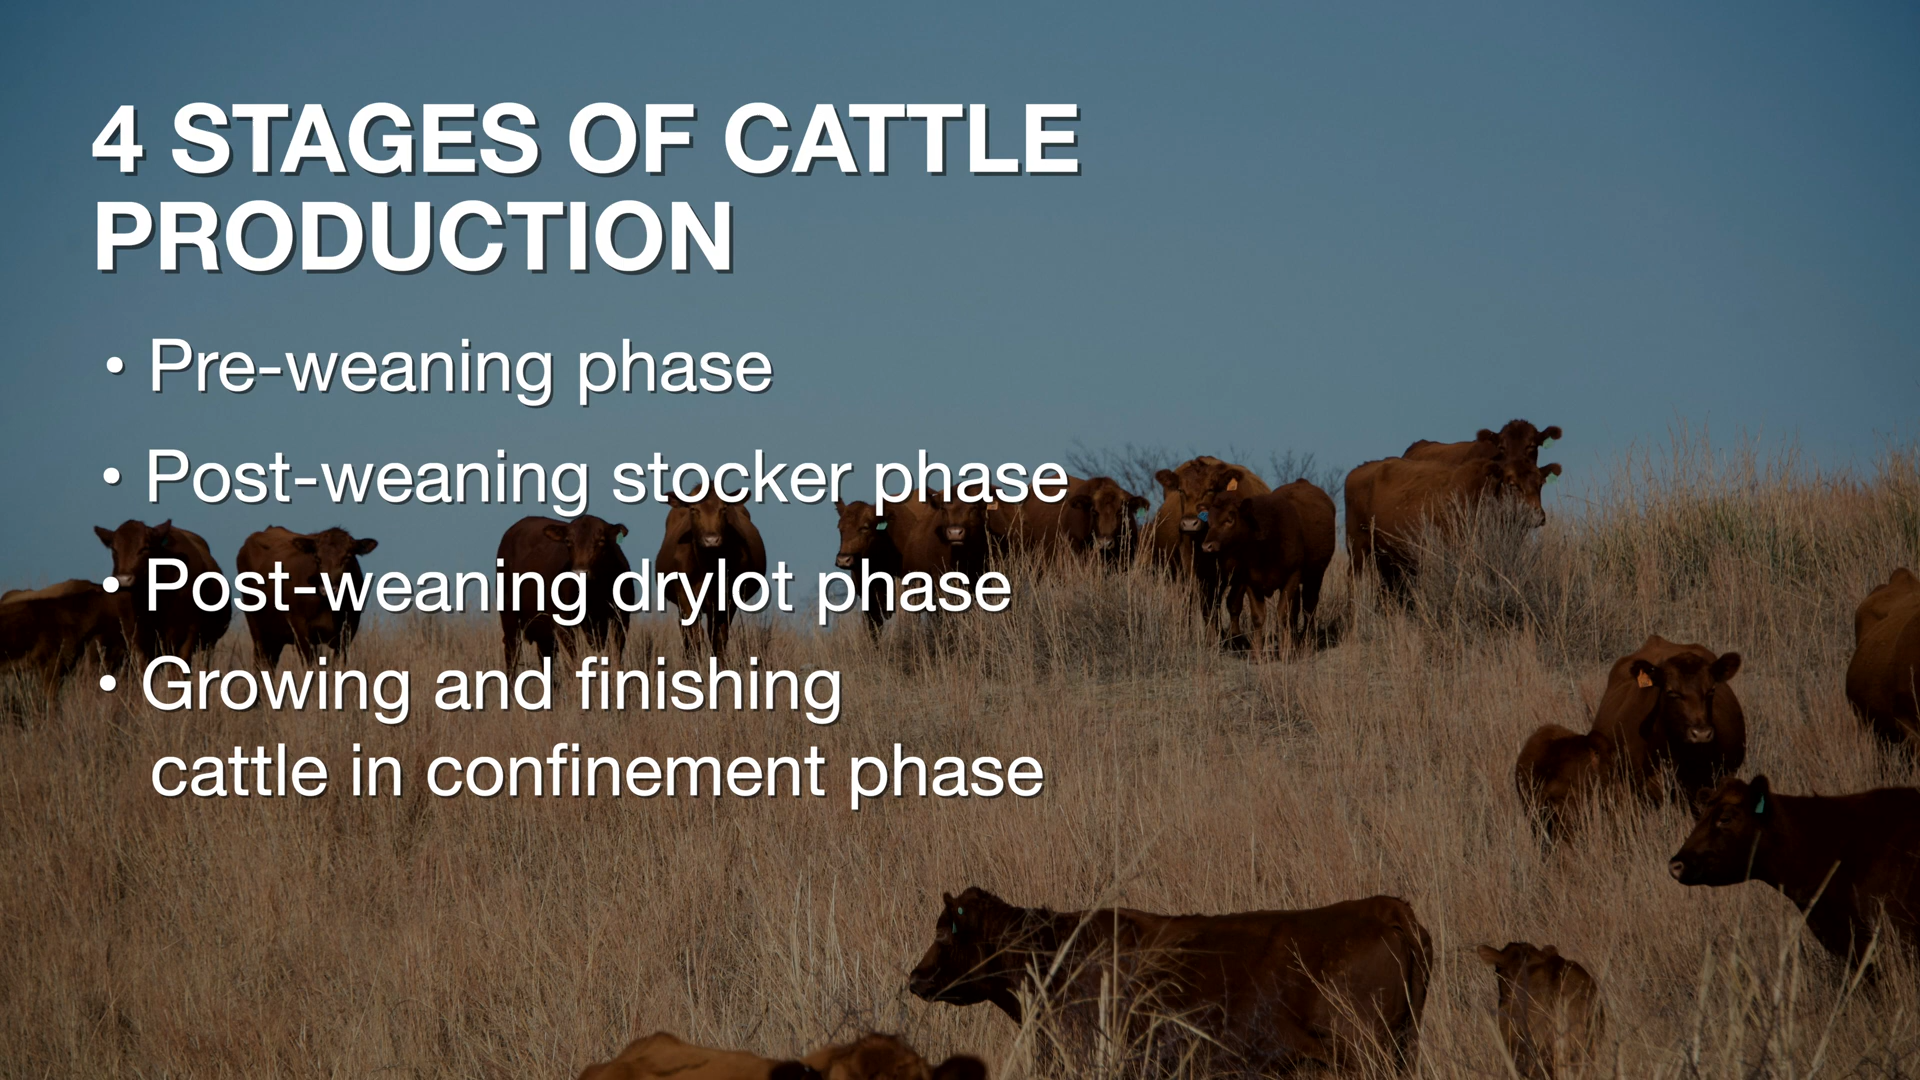 4 STAGES OF CATTLE
PRODUCTION
• Pre-weaning phase
• Post-weaning stocker phase
• Post-weaning drylot phase
• Growing and finishing
cattle in confinement phase